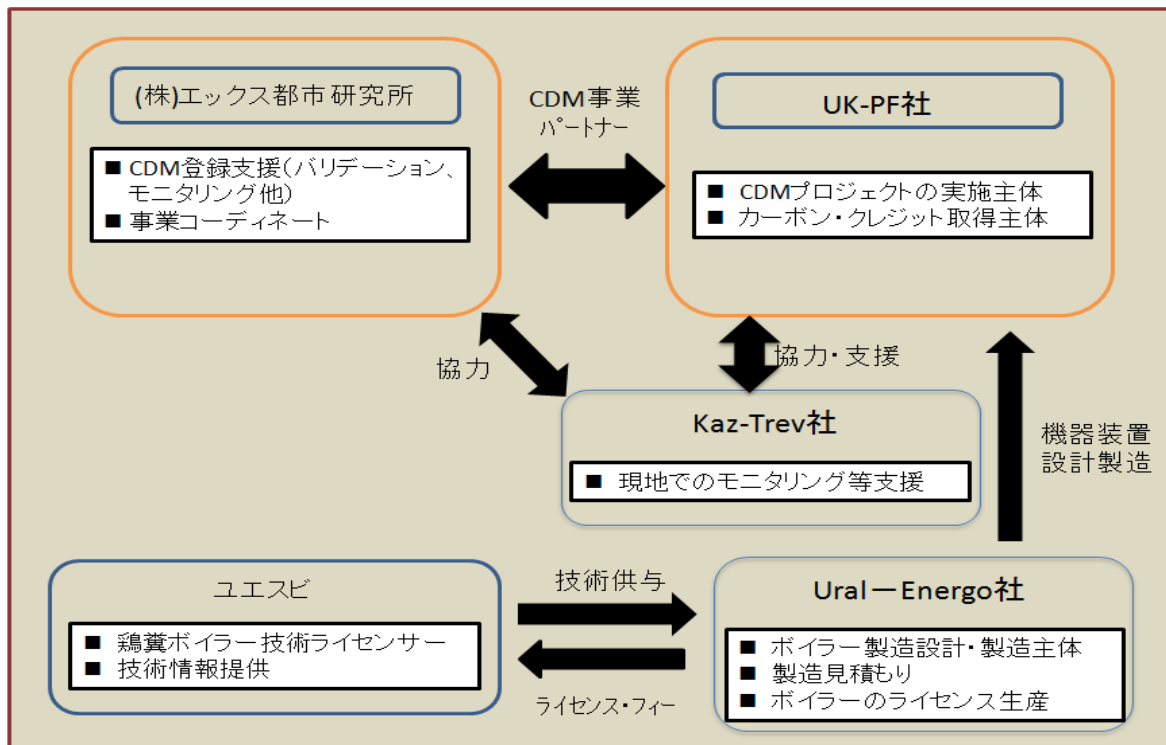 (株)エックス都市研究所
■ CDM登録支援(バリデーション、
モニタリング他)
■ 事業コーディネート
CDM事業
パートナー
UK-PF社
■ CDMプロジェクトの実施主体
■ カーボン・クレジット取得主体
協力
協力・支援
Kaz-Trev社
■ 現地でのモニタリング等支援
機器装置
設計製造
ユエスビ
■ 鶏糞ボイラー技術ライセンサー
■ 技術情報提供
技術供与
ライセンス・フィー
Ural－Energo社
■ ボイラー製造設計・製造主体
■ 製造見積もり
■ ボイラーのライセンス生産